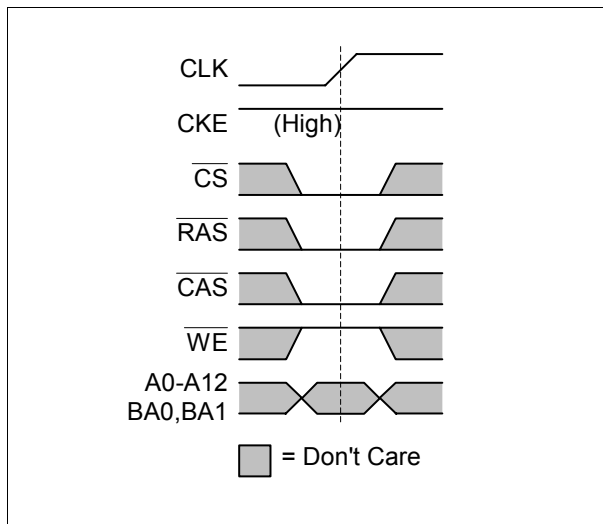 CLK
CKE (High)
CS
RAS
CAS
WE
A0-A12
BA0,BA1
= Don't Care